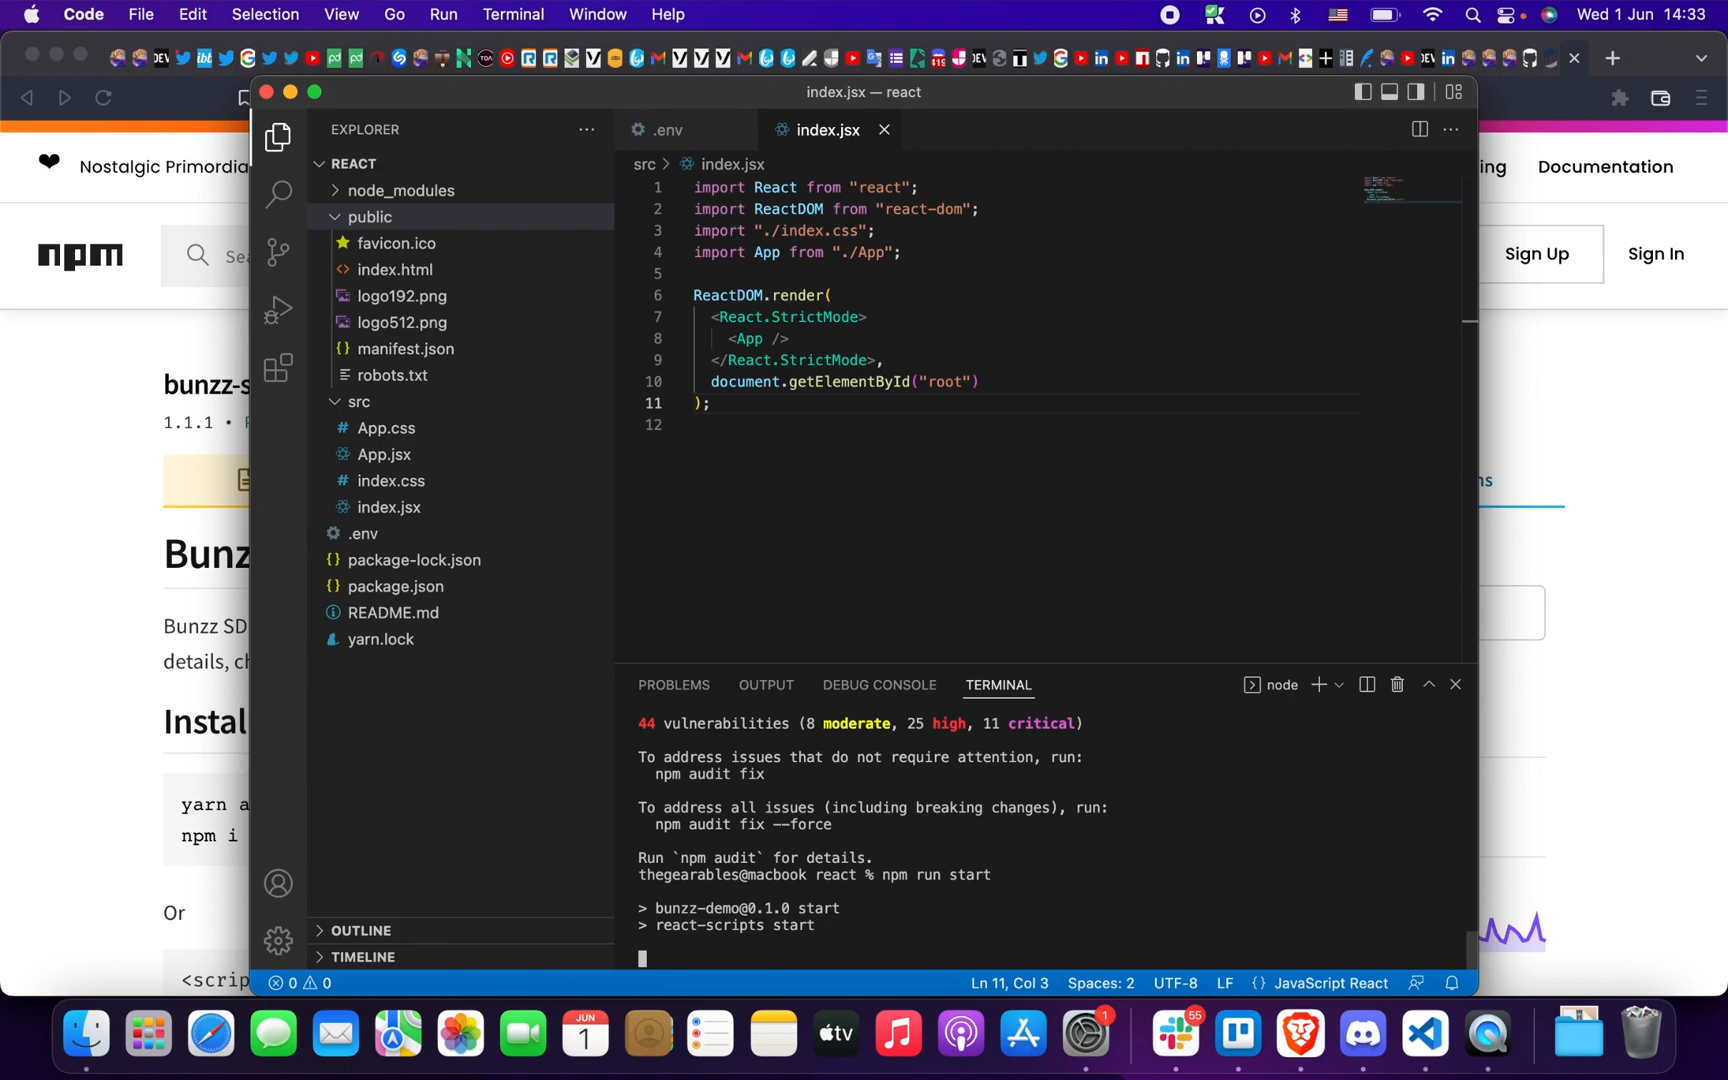 Code File Edit Selection View Go Run Terminal Window Help Wed 1 Jun 14:33
index.jsx — react
Nostalgic Primordia
ing Documentation
npm
Sea
Sign Up Sign In
bunzz-s
1.1.1 •
ns
Bunz
Bunzz SD
details, ch
Instal
yarn a
npm i
Or
<scrip
EXPLORER
REACT
node_modules
public
favicon.ico
index.html
logo192.png
logo512.png
manifest.json
robots.txt
src
App.css
App.jsx
index.css
index.jsx
.env
package-lock.json
package.json
README.md
yarn.lock
OUTLINE
TIMELINE
.env index.jsx
src > index.jsx
1 import React from "react";
2 import ReactDOM from "react-dom";
3 import "./index.css";
4 import App from "./App";
5
6 ReactDOM.render(
7 <React.StrictMode>
8 <App />
9 </React.StrictMode>,
10 document.getElementById("root")
11 );
12
PROBLEMS OUTPUT DEBUG CONSOLE TERMINAL node
44 vulnerabilities (8 moderate, 25 high, 11 critical)
To address issues that do not require attention, run:
npm audit fix
To address all issues (including breaking changes), run:
npm audit fix --force
Run `npm audit` for details.
thegearables@macbook react % npm run start
> bunzz-demo@0.1.0 start
> react-scripts start
0 0 Ln 11, Col 3 Spaces: 2 UTF-8 LF {} JavaScript React
JUN
1
tv
1
55